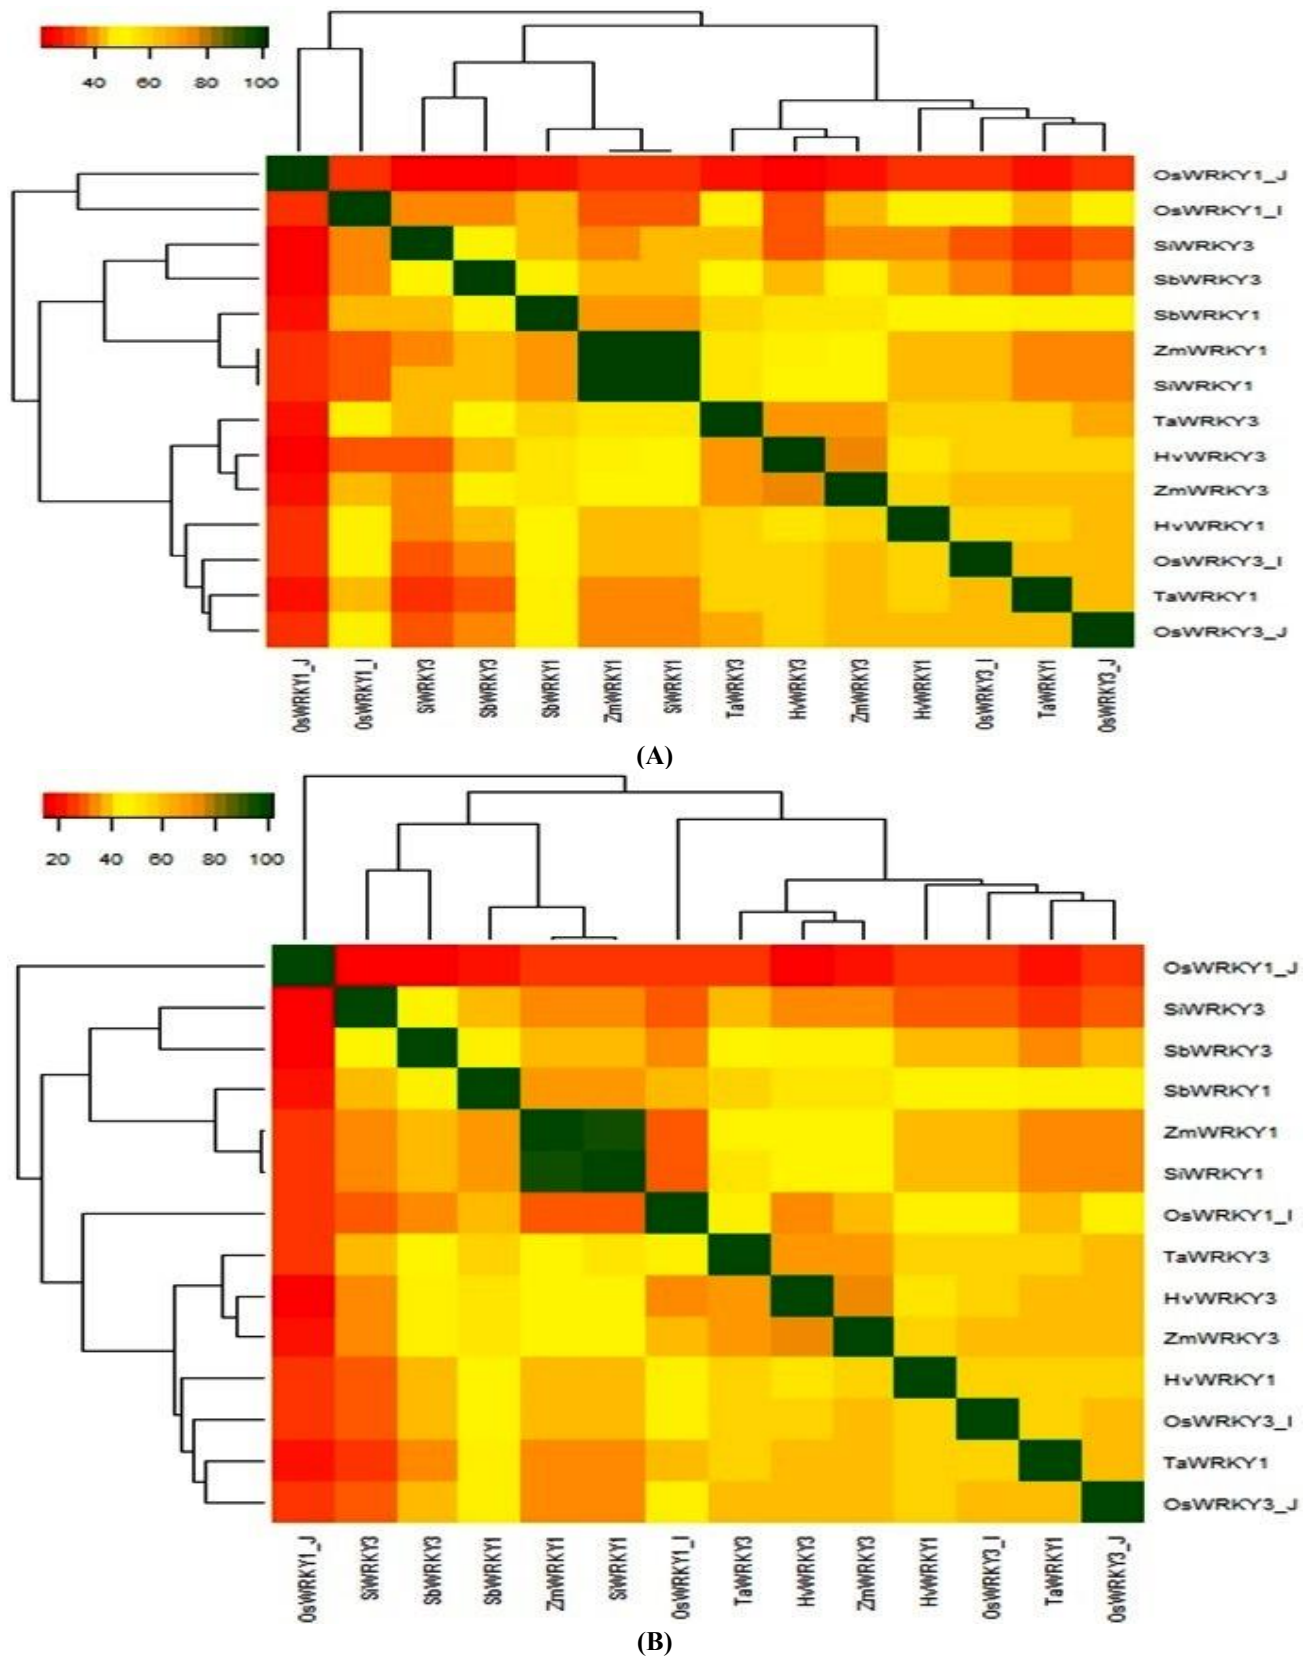 40 60 80 100
OsWRKY1_J
OsWRKY1_I
SiWRKY3
SbWRKY3
SbWRKY1
ZmWRKY1
SiWRKY1
TaWRKY3
HvWRKY3
ZmWRKY3
HvWRKY1
OsWRKY3_I
TaWRKY1
OsWRKY3_J
OsWRKY1_J OsWRKY1_I SiWRKY3 SbWRKY3 SbWRKY1 ZmWRKY1 SiWRKY1 TaWRKY3 HvWRKY3 ZmWRKY3 HvWRKY1 OsWRKY3_I TaWRKY1 OsWRKY3_J
(A)
20 40 60 80 100
OsWRKY1_J
SiWRKY3
SbWRKY3
SbWRKY1
ZmWRKY1
SiWRKY1
OsWRKY1_I
TaWRKY3
HvWRKY3
ZmWRKY3
HvWRKY1
OsWRKY3_I
TaWRKY1
OsWRKY3_J
OsWRKY1_J SiWRKY3 SbWRKY3 SbWRKY1 ZmWRKY1 SiWRKY1 OsWRKY1_I TaWRKY3 HvWRKY3 ZmWRKY3 HvWRKY1 OsWRKY3_I TaWRKY1 OsWRKY3_J
(B)